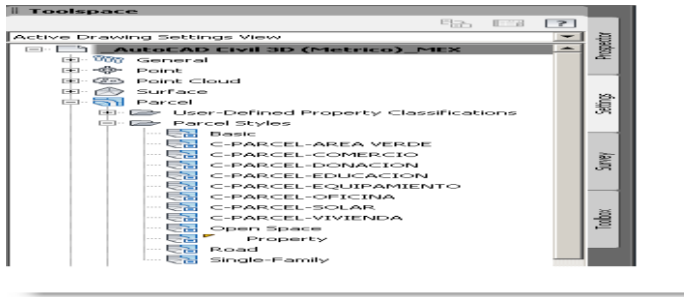 Toolspace
Active Drawing Settings View
AutoCAD Civil 3D (Metrico)_MEX
General
Point
Point Cloud
Surface
Parcel
User-Defined Property Classifications
Parcel Styles
Basic
C-PARCEL-AREA VERDE
C-PARCEL-COMERCIO
C-PARCEL-DONACION
C-PARCEL-EDUCACION
C-PARCEL-EQUIPAMIENTO
C-PARCEL-OFICINA
C-PARCEL-SOLAR
C-PARCEL-VIVIENDA
Open Space
Property
Road
Single-Family
Prospector
Settings
Survey
Toolbox